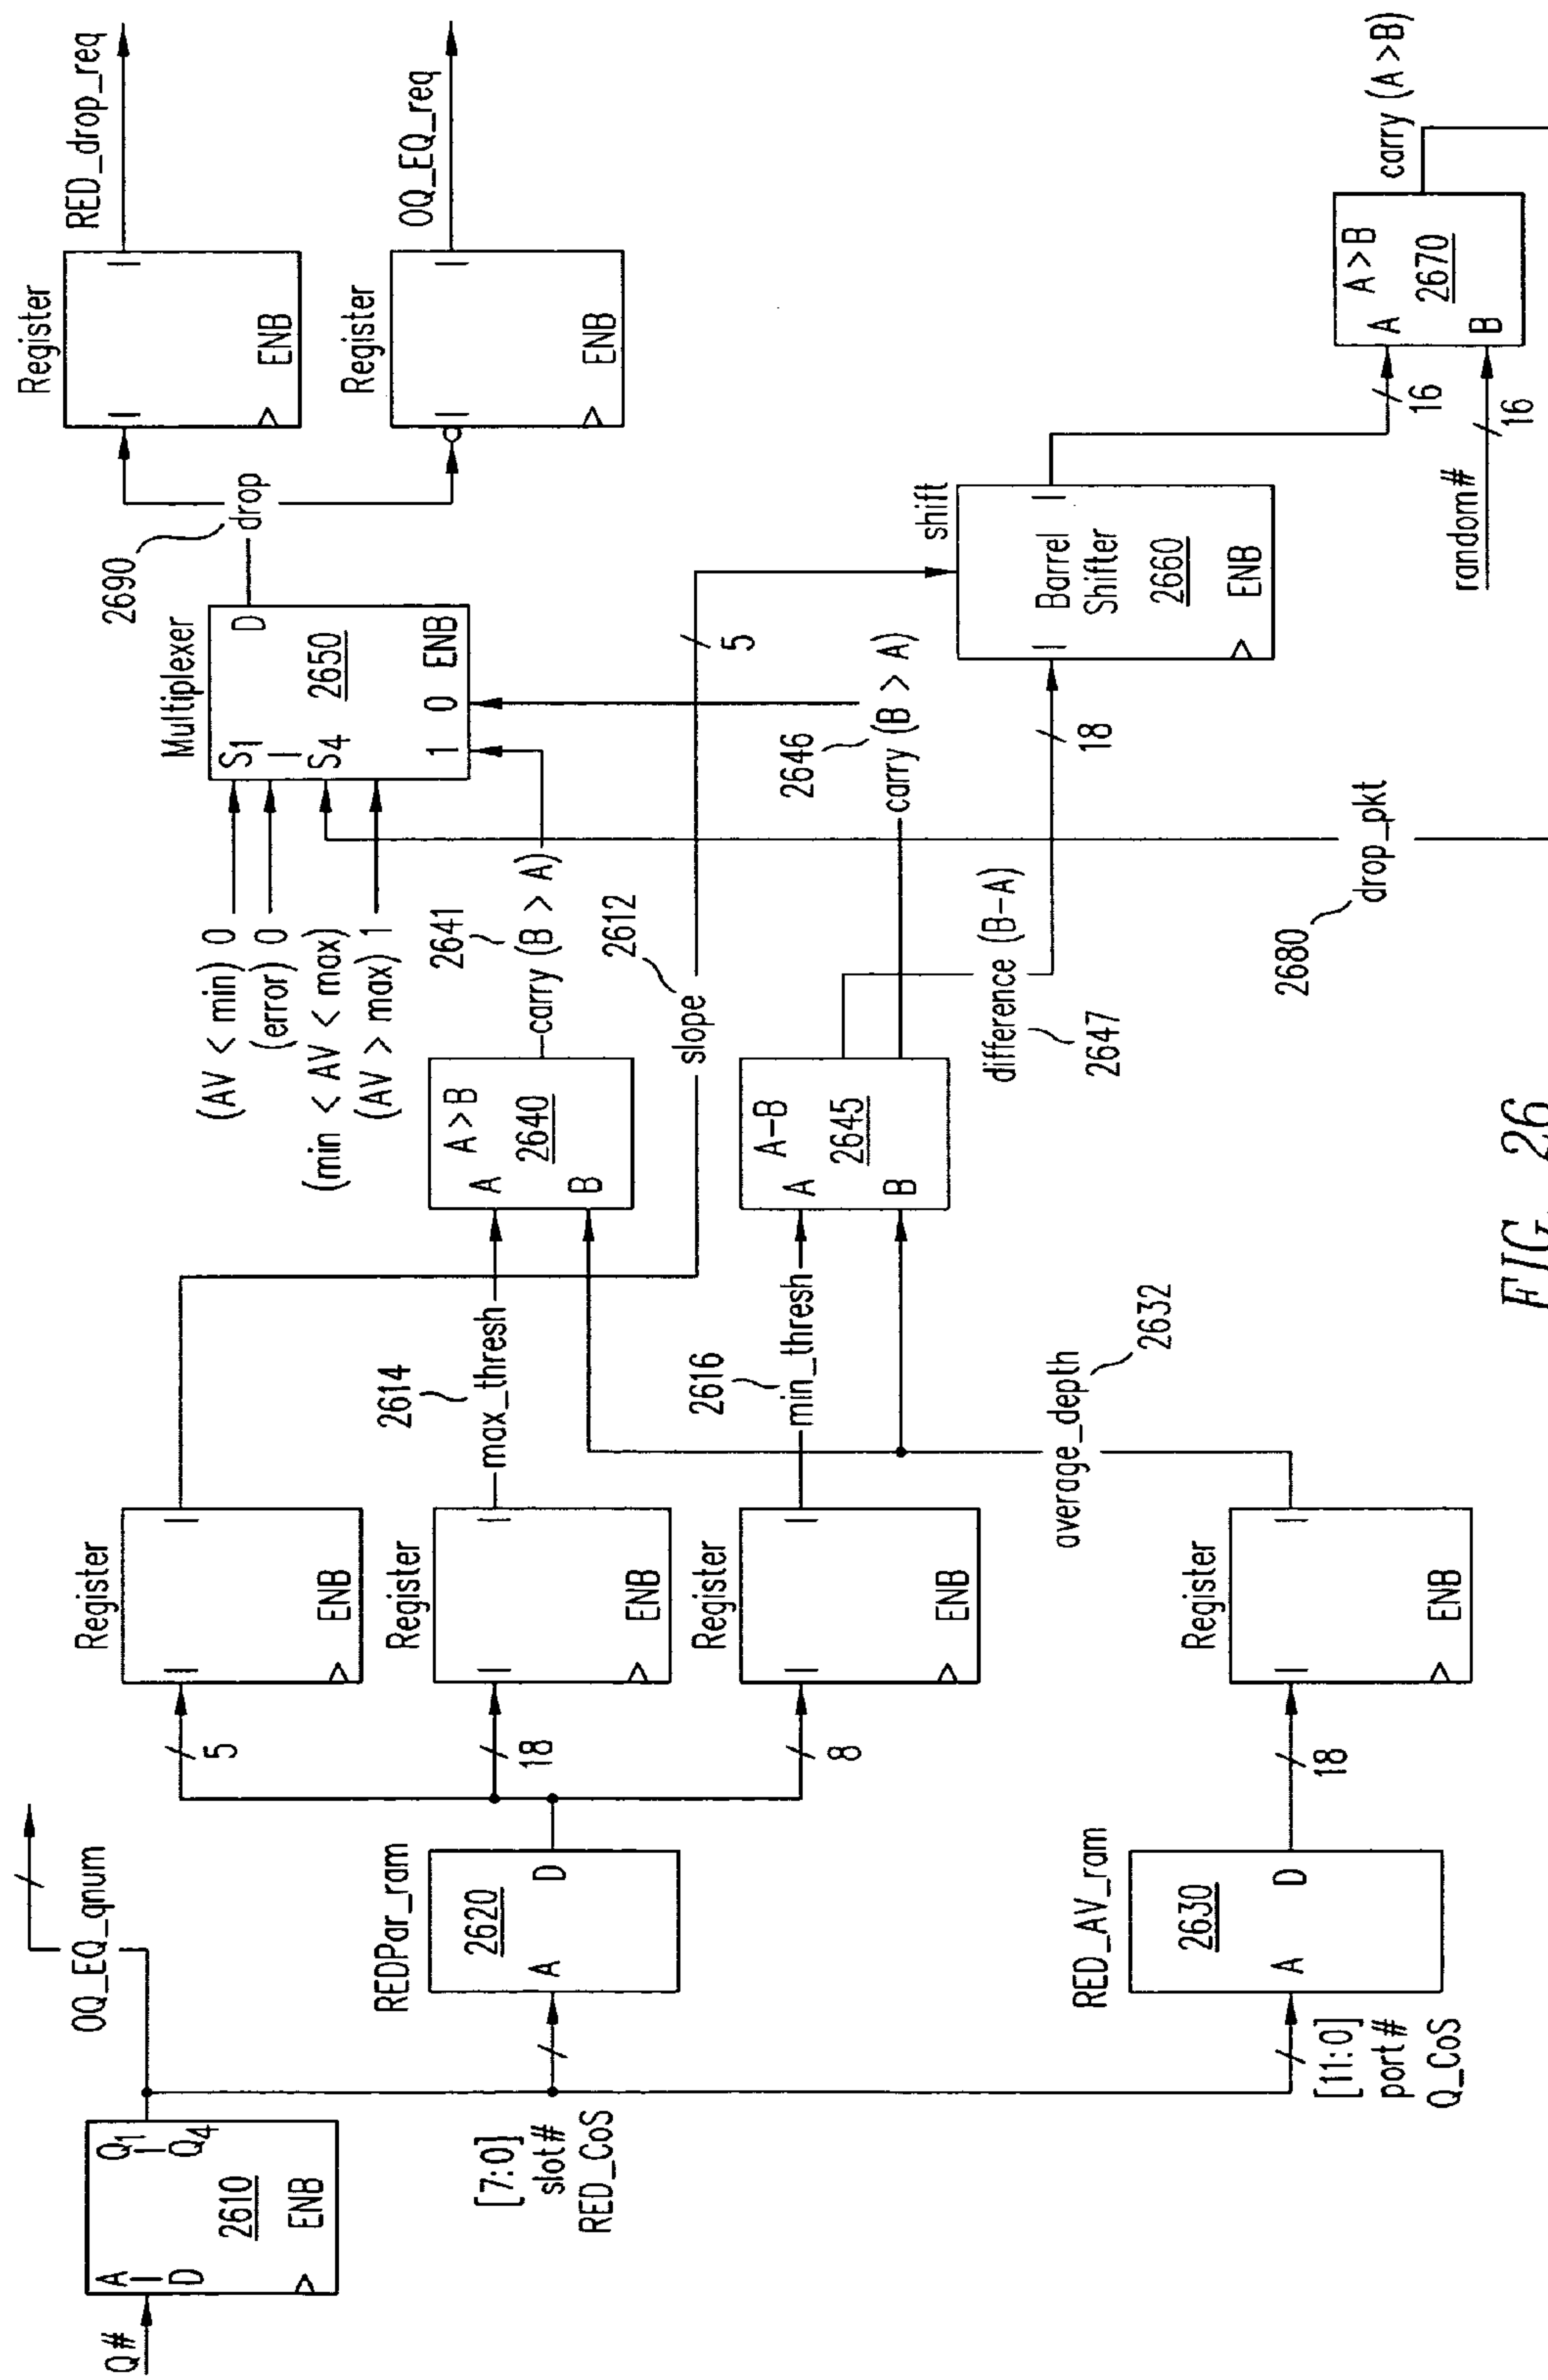 Q#
A
I
D
Q1
I
Q4
2610
ENB
OQ_EQ_qnum
[7:0]
slot#
RED_CoS
REDPar_ram
2620
A
D
[11:0]
port#
Q_CoS
RED_AV_ram
2630
A
D
5
18
8
18
Register
ENB
Register
ENB
Register
ENB
Register
ENB
2614
max_thresh
2616
min_thresh
average_depth
2632
A>B
A
2640
B
A-B
A
2645
B
(AV < min) 0
(error) 0
(min < AV < max)
(AV > max) 1
2641
carry (B > A)
2612
slope
difference (B-A)
2647
2646
carry (B > A)
Multiplexer
S1
I
S4
D
2650
1
0
ENB
5
18
2680
drop_pkt
2690
drop
shift
Barrel
Shifter
2660
ENB
Register
ENB
Register
ENB
RED_drop_req
OQ_EQ_req
random#
16
16
A>B
A
2670
B
carry (A>B)
FIG. 26